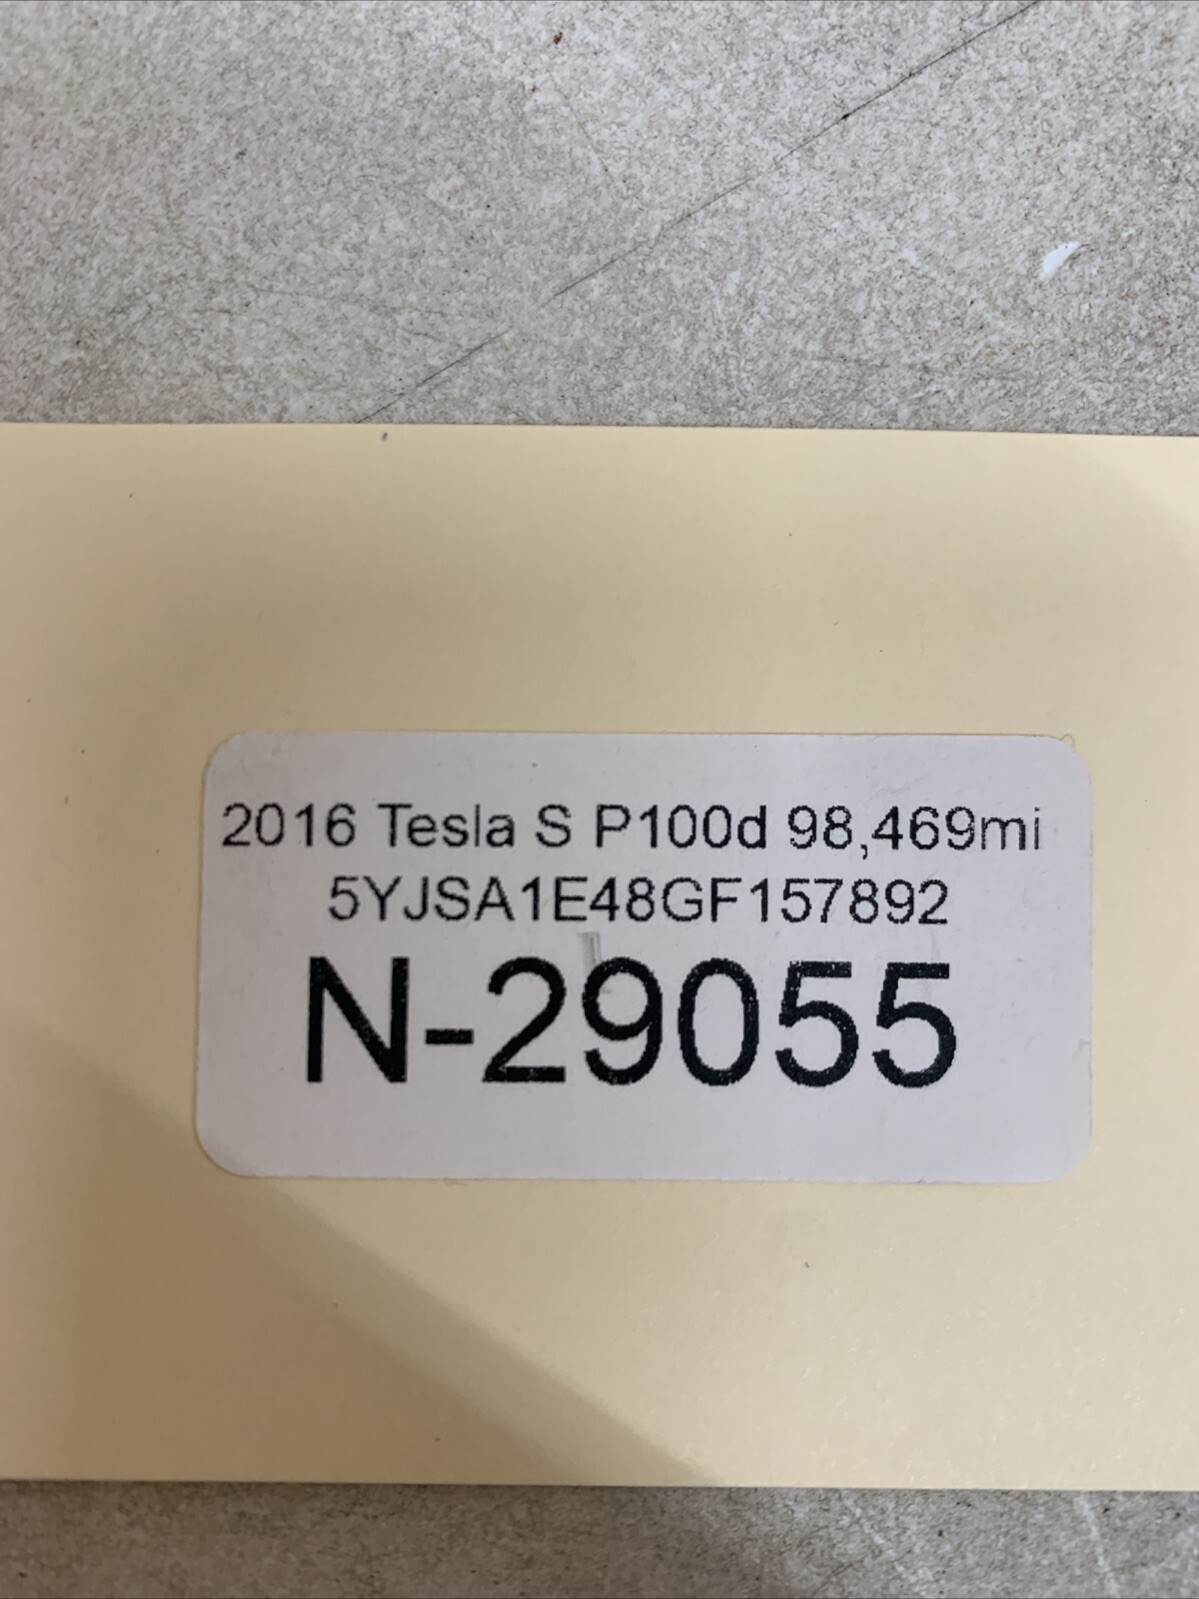 2016 Tesla S P100d 98,469mi
5YJSA1E48GF157892
N-29055